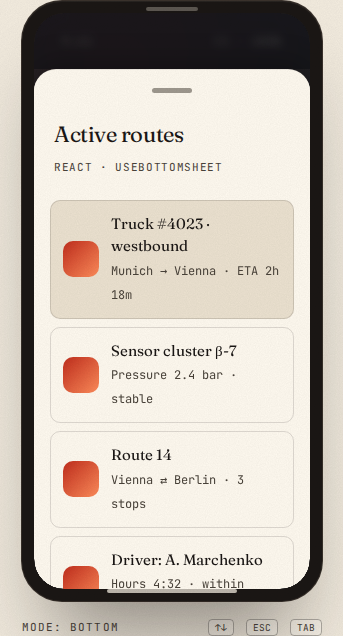 Active routes
REACT · USEBOTTOMSHEET
Truck #4023 ·
westbound
Munich → Vienna · ETA 2h
18m
Sensor cluster β-7
Pressure 2.4 bar ·
stable
Route 14
Vienna ⇄ Berlin · 3
stops
Driver: A. Marchenko
Hours 4:32 · within
MODE: BOTTOM
↑↓ ESC TAB